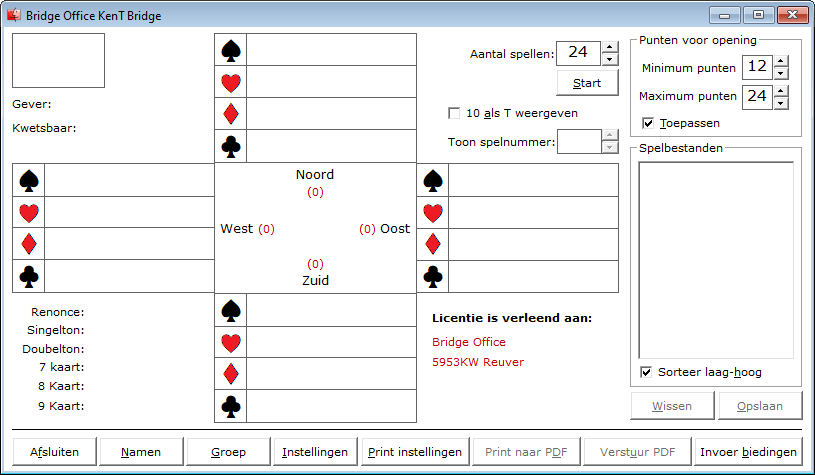 Bridge Office KenT Bridge
Gever:
Kwetsbaar:
Aantal spellen: 24
Start
10 als T weergeven
Toon spelnummer:
Punten voor opening
Minimum punten 12
Maximum punten 24
Toepassen
Spelbestanden
Noord
(0)
West (0) (0) Oost
(0)
Zuid
Renonce:
Singelton:
Doubelton:
7 kaart:
8 Kaart:
9 Kaart:
Licentie is verleend aan:
Bridge Office
5953KW Reuver
Sorteer laag-hoog
Wissen Opslaan
Afsluiten Namen Groep Instellingen Print instellingen Print naar PDF Verstuur PDF Invoer biedingen